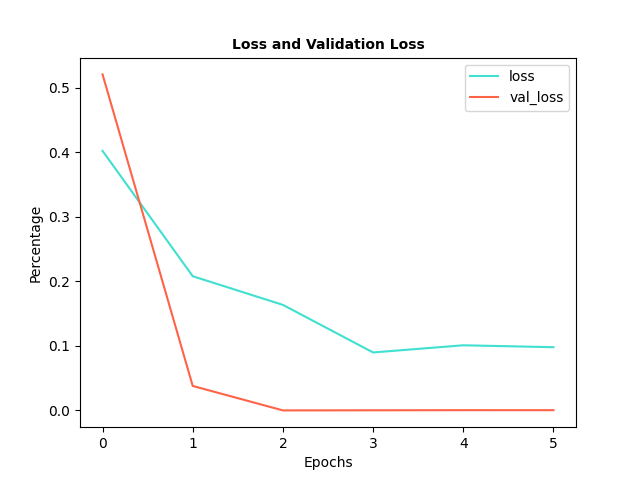 Loss and Validation Loss
loss
val_loss
Percentage
0.5
0.4
0.3
0.2
0.1
0.0
0 1 2 3 4 5
Epochs